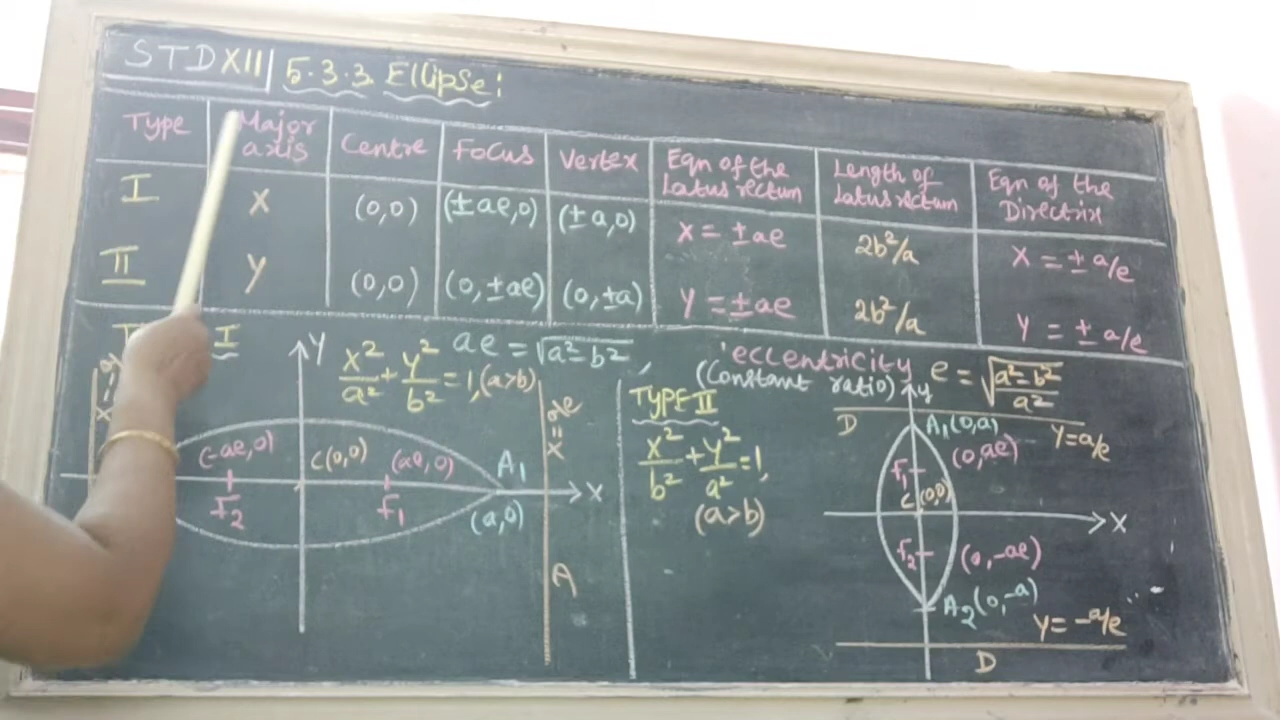 STD XII 5.3.3. Ellipse:
Type Major axis Centre Focus Vertex Eqn of the Latus rectum Length of Latus rectum Eqn of the Directrix
I X (0,0) (±ae,0) (±a,0) X = ±ae 2b²/a X = ± a/e
II Y (0,0) (0,±ae) (0,±a) Y = ±ae 2b²/a Y = ± a/e
I
Y
x²/a² + y²/b² = 1, (a>b)
ae = √a²-b²,
eccentricity e = √(a²-b²/a²)
(Constant ratio)
(-ae,0) C(0,0) (ae,0) A₁
F₂ F₁ (a,0) X
A
TYPE II
x²/b² + y²/a² = 1,
(a>b)
y
D A₁(0,a) Y=a/e
F₁ (0,ae)
C (0,0)
X
F₂ (0,-ae)
A₂(0,-a)
Y= -a/e
D